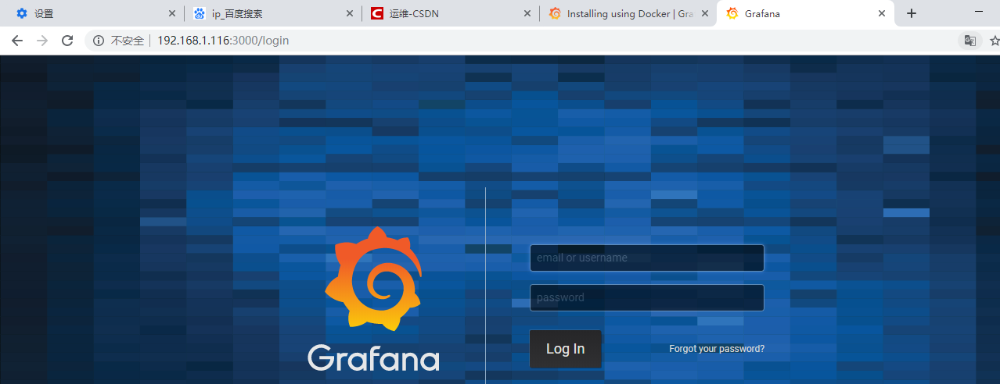 设置
ip_百度搜索
运维-CSDN
Installing using Docker | Gra
Grafana
不安全 192.168.1.116:3000/login
email or username
password
Log In
Forgot your password?
Grafana